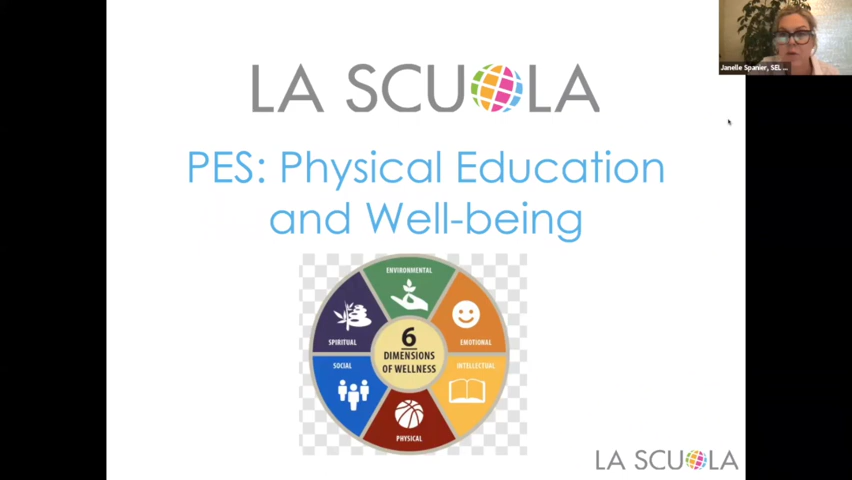 LA SCUOLA
Janelle Spanier, SEL ...
PES: Physical Education
and Well-being
ENVIRONMENTAL
SPIRITUAL
EMOTIONAL
6
DIMENSIONS
OF WELLNESS
SOCIAL
INTELLECTUAL
PHYSICAL
LA SCUOLA